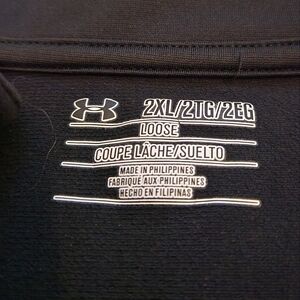 2XL/2TG/2EG
LOOSE
COUPE LÂCHE/SUELTO
MADE IN PHILIPPINES
FABRIQUÉ AUX PHILIPPINES
HECHO EN FILIPINAS